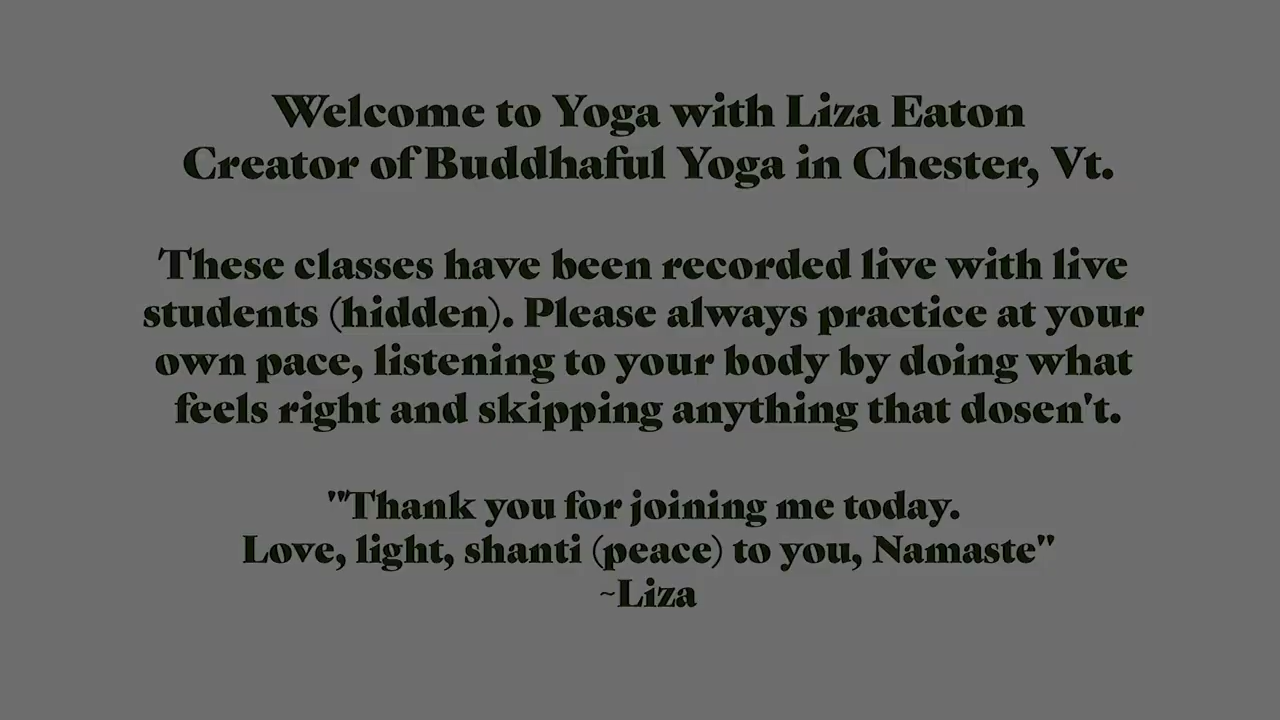 Welcome to Yoga with Liza Eaton
Creator of Buddhaful Yoga in Chester, Vt.
These classes have been recorded live with live
students (hidden). Please always practice at your
own pace, listening to your body by doing what
feels right and skipping anything that dosen't.
"Thank you for joining me today.
Love, light, shanti (peace) to you, Namaste"
~Liza